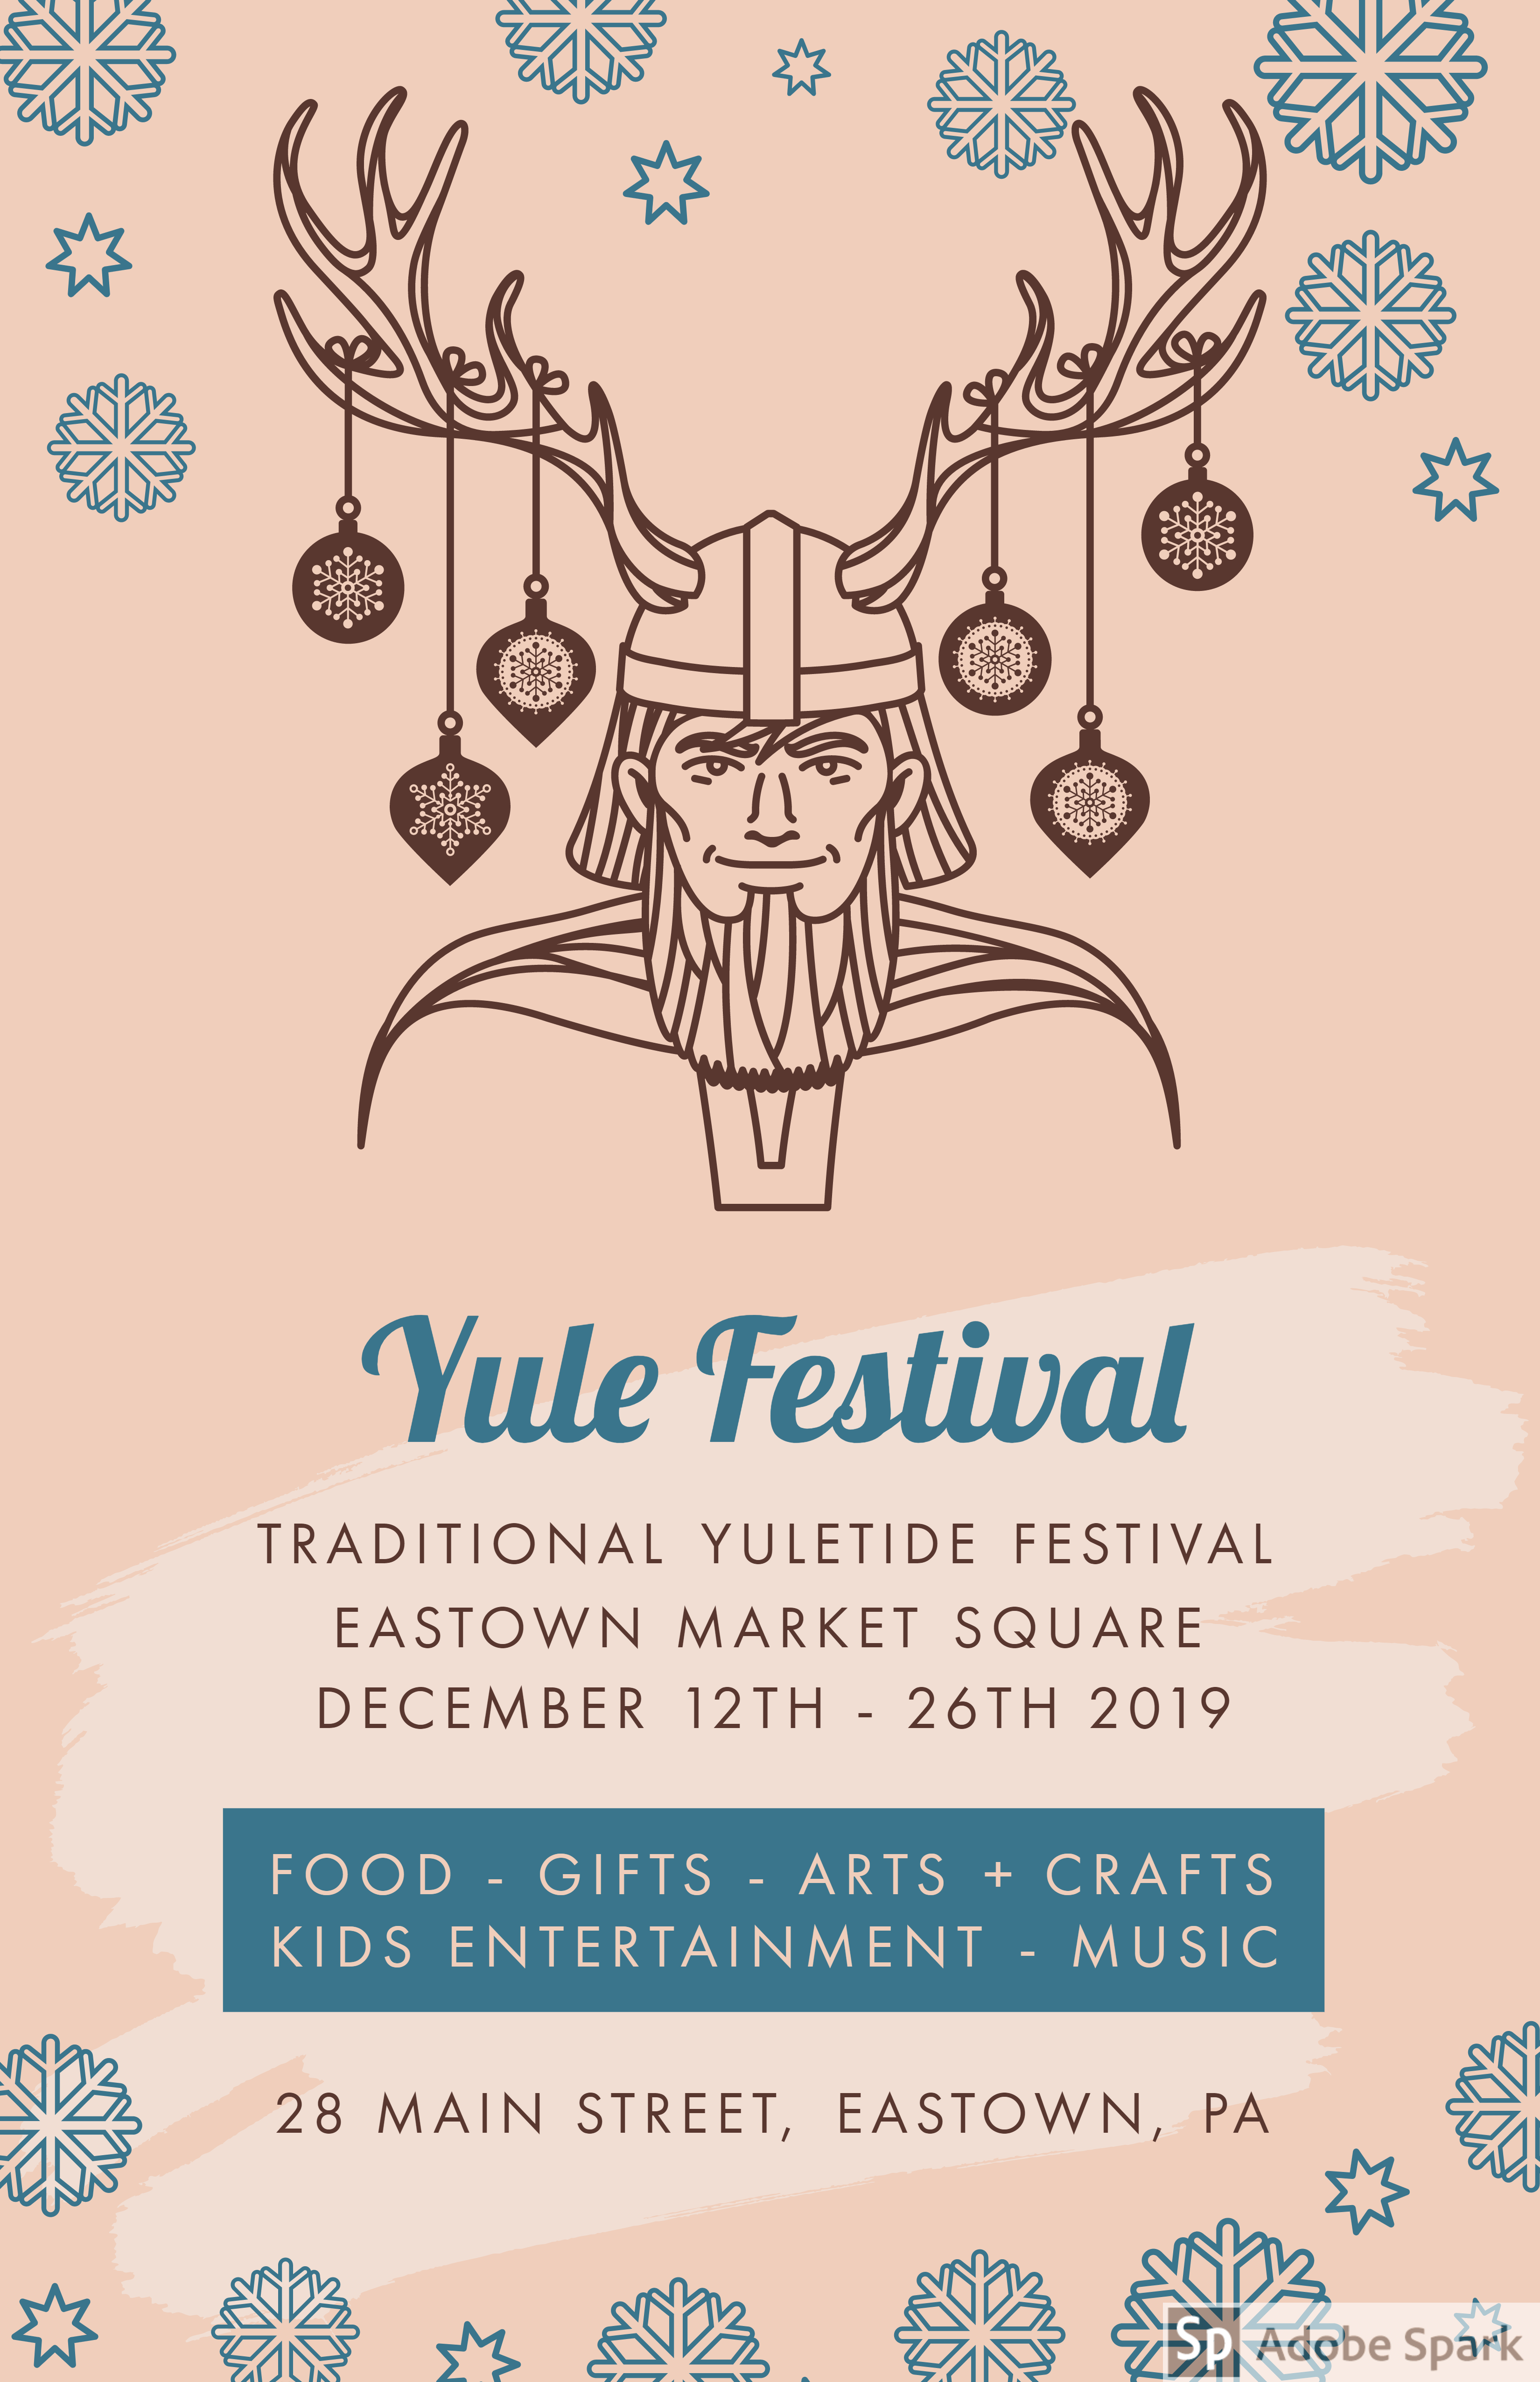 Yule Festival
TRADITIONAL YULETIDE FESTIVAL
EASTOWN MARKET SQUARE
DECEMBER 12TH - 26TH 2019
FOOD - GIFTS - ARTS + CRAFTS
KIDS ENTERTAINMENT - MUSIC
28 MAIN STREET, EASTOWN, PA
Sp Adobe Spark